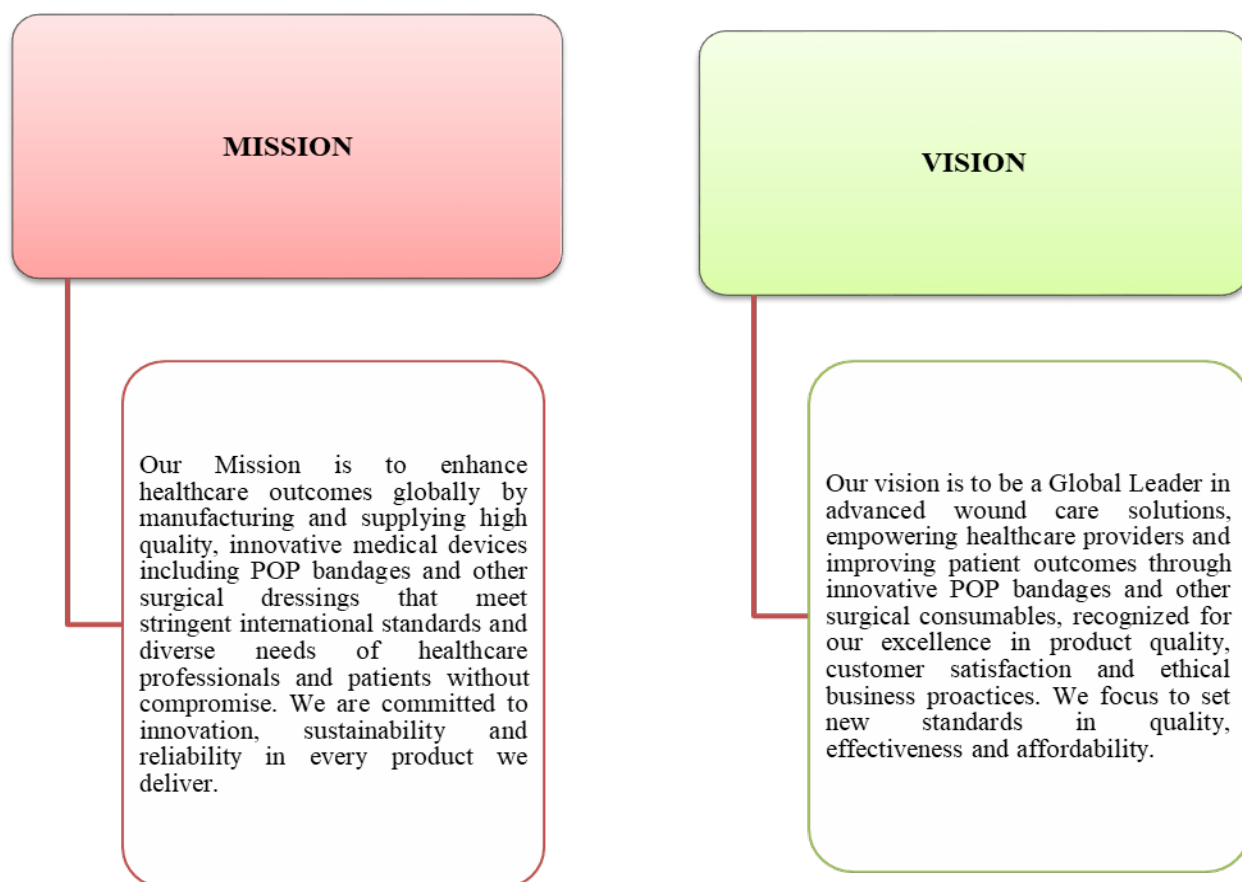 MISSION
Our Mission is to enhance
healthcare outcomes globally by
manufacturing and supplying high
quality, innovative medical devices
including POP bandages and other
surgical dressings that meet
stringent international standards and
diverse needs of healthcare
professionals and patients without
compromise. We are committed to
innovation, sustainability and
reliability in every product we
deliver.
VISION
Our vision is to be a Global Leader in
advanced wound care solutions,
empowering healthcare providers and
improving patient outcomes through
innovative POP bandages and other
surgical consumables, recognized for
our excellence in product quality,
customer satisfaction and ethical
business proactices. We focus to set
new standards in quality,
effectiveness and affordability.